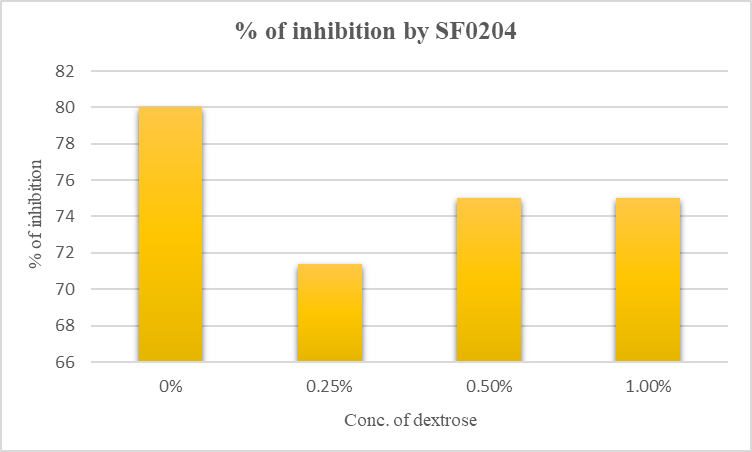 % of inhibition by SF0204
82
80
78
76
74
72
70
68
66
% of inhibition
0% 0.25% 0.50% 1.00%
Conc. of dextrose